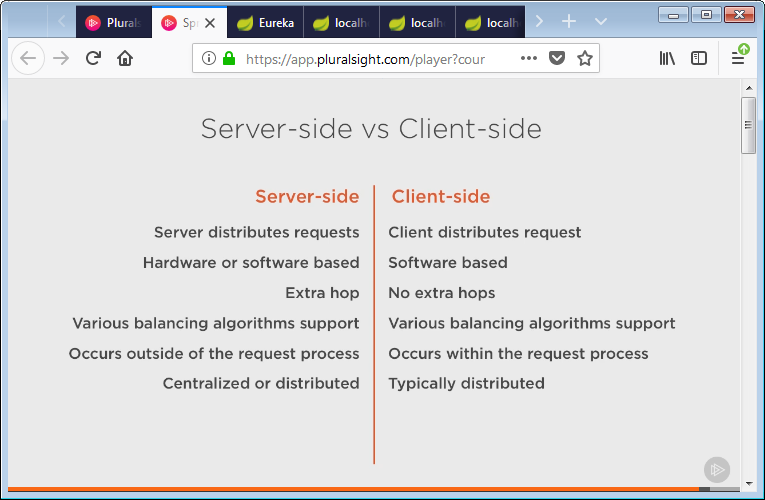 Plurals
Spr
Eureka
localh
localh
localh
https://app.pluralsight.com/player?cour
Server-side vs Client-side
Server-side
Client-side
Server distributes requests
Client distributes request
Hardware or software based
Software based
Extra hop
No extra hops
Various balancing algorithms support
Various balancing algorithms support
Occurs outside of the request process
Occurs within the request process
Centralized or distributed
Typically distributed